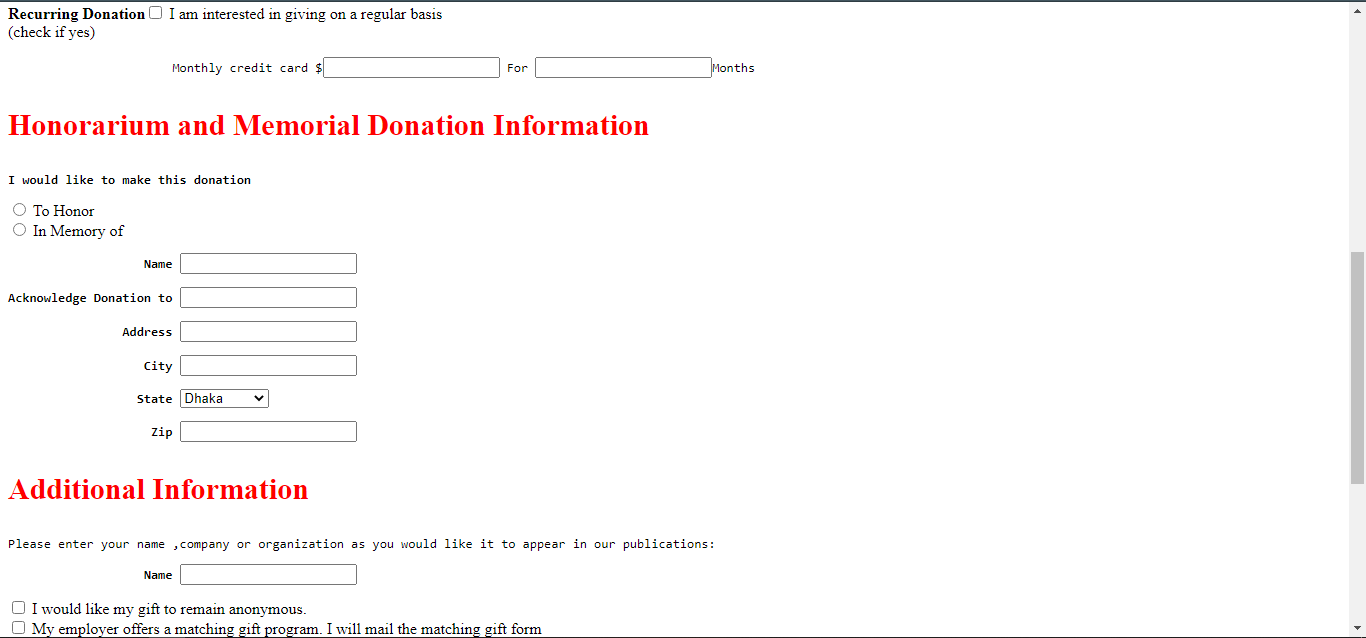 Recurring Donation I am interested in giving on a regular basis
(check if yes)
Monthly credit card $ For Months
Honorarium and Memorial Donation Information
I would like to make this donation
To Honor
In Memory of
Name
Acknowledge Donation to
Address
City
State Dhaka
Zip
Additional Information
Please enter your name ,company or organization as you would like it to appear in our publications:
Name
I would like my gift to remain anonymous.
My employer offers a matching gift program. I will mail the matching gift form